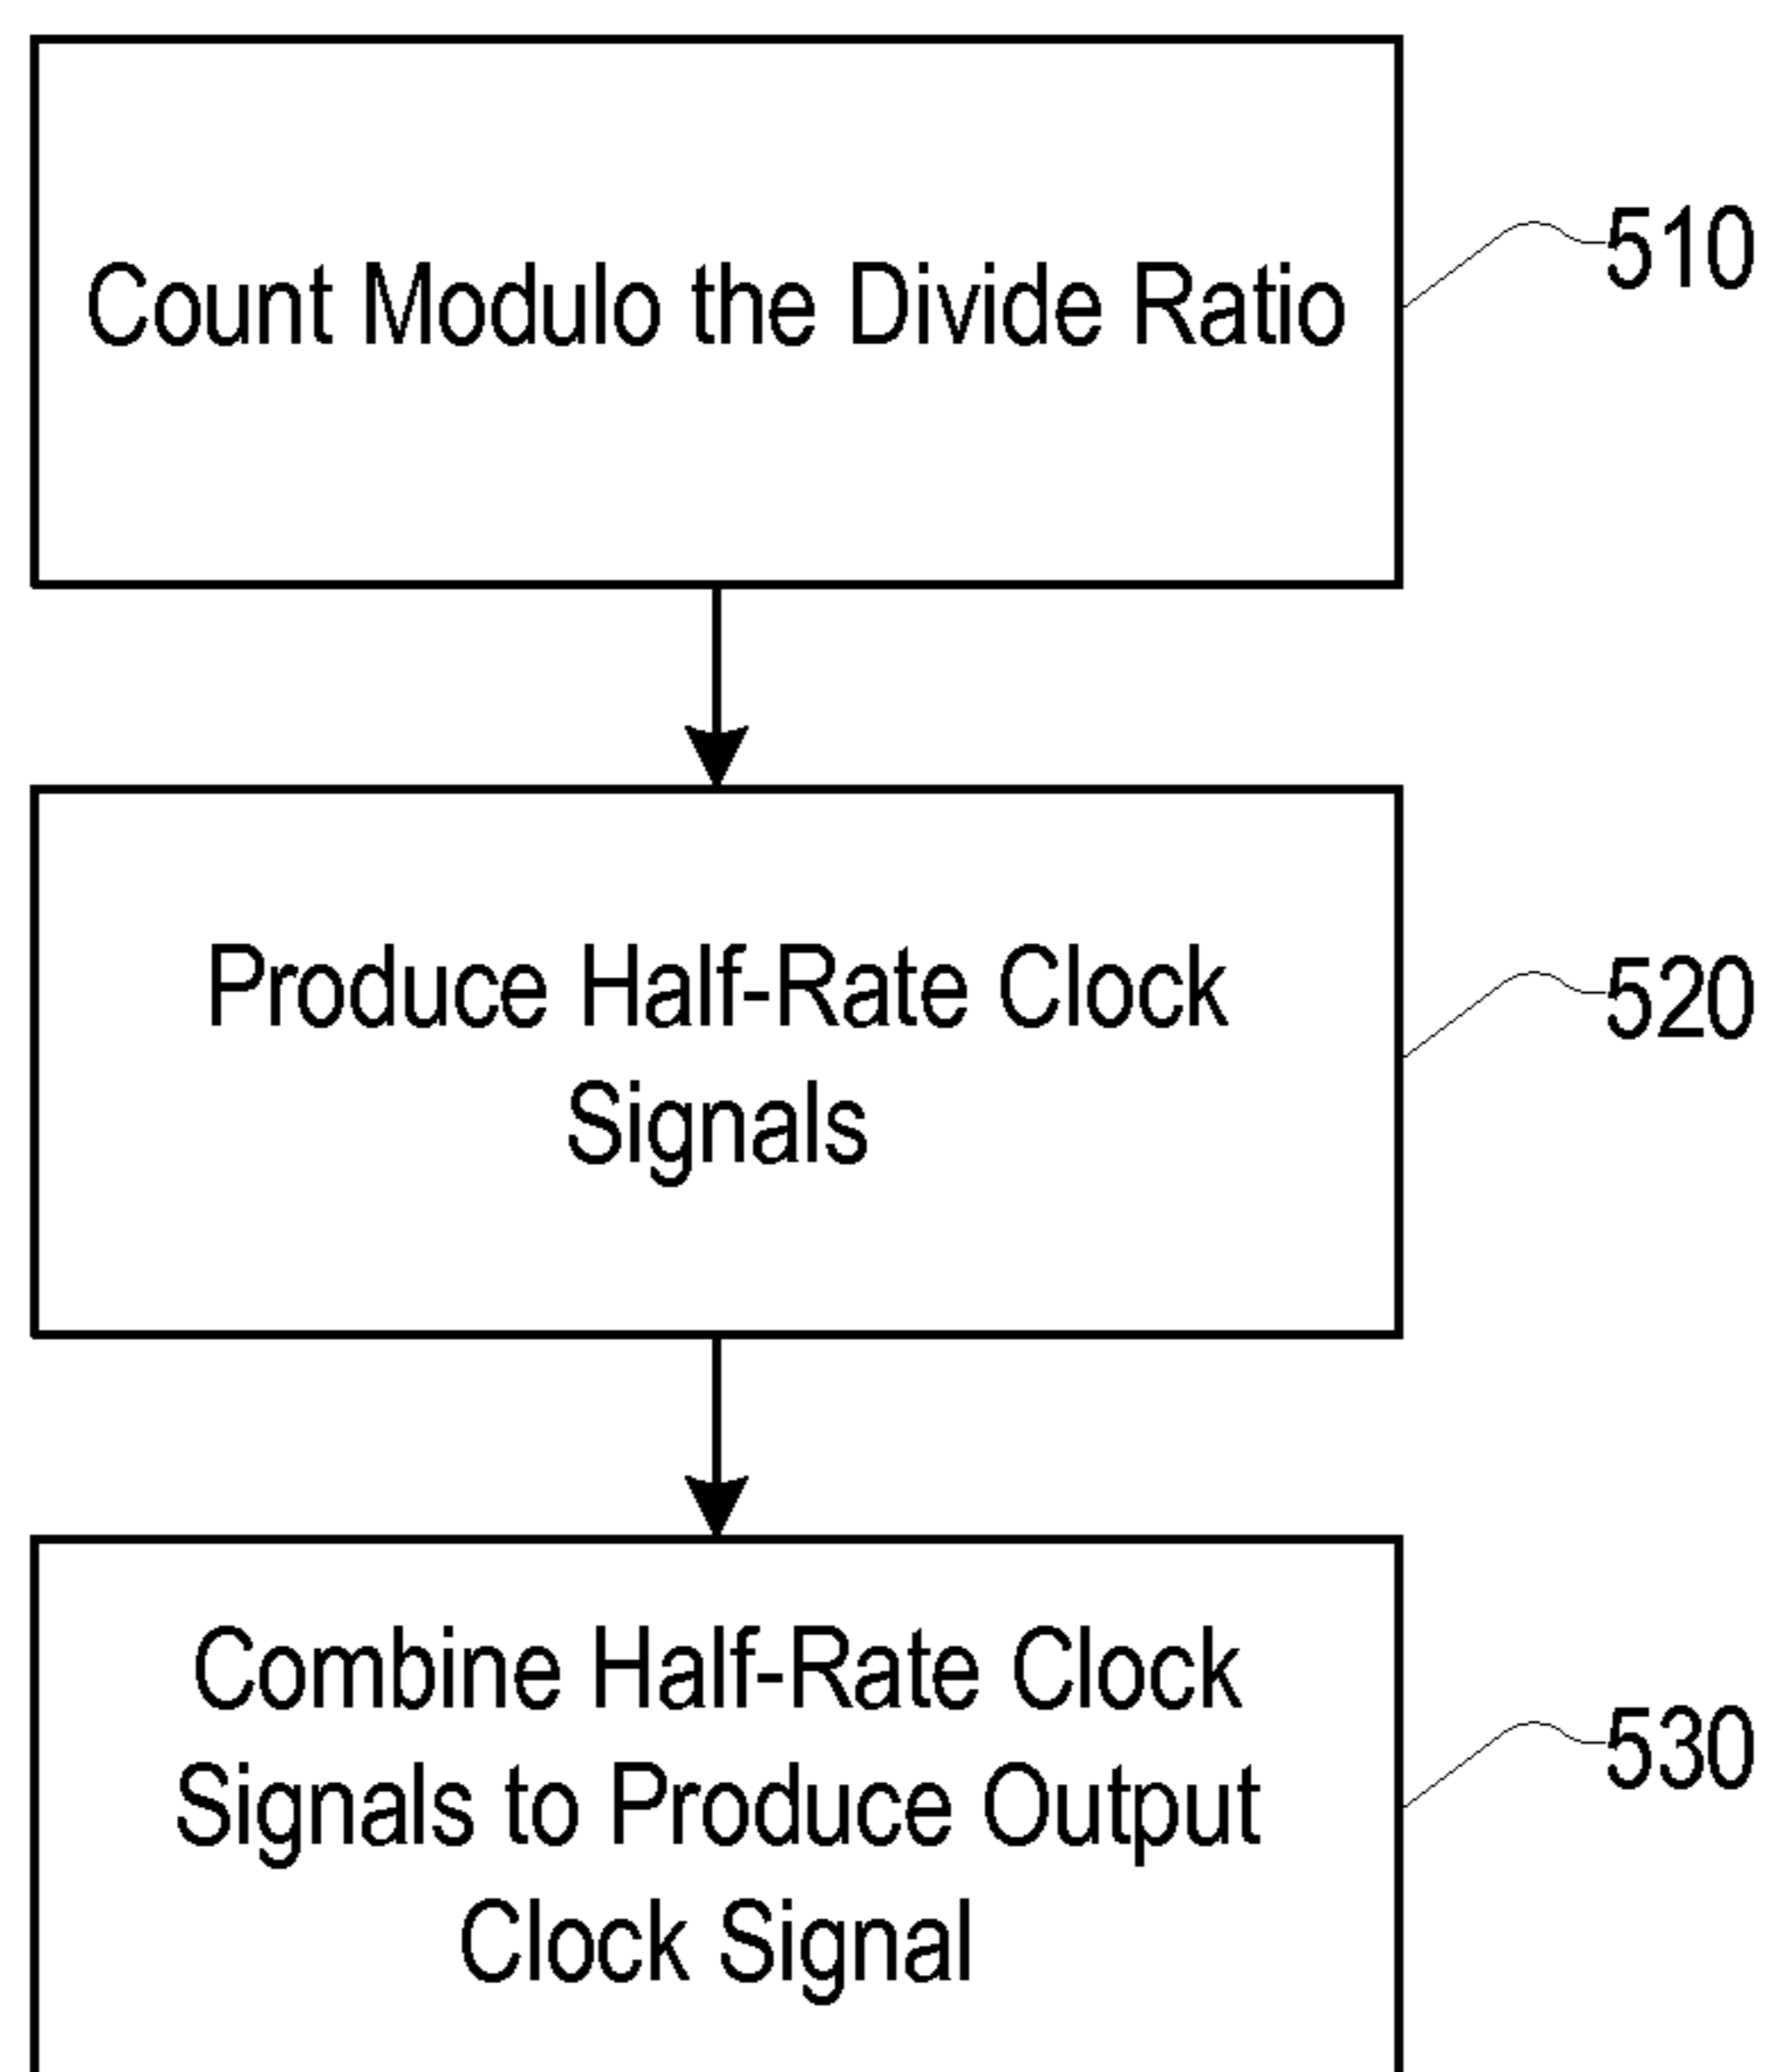 Count Modulo the Divide Ratio
510
Produce Half-Rate Clock
Signals
520
Combine Half-Rate Clock
Signals to Produce Output
Clock Signal
530